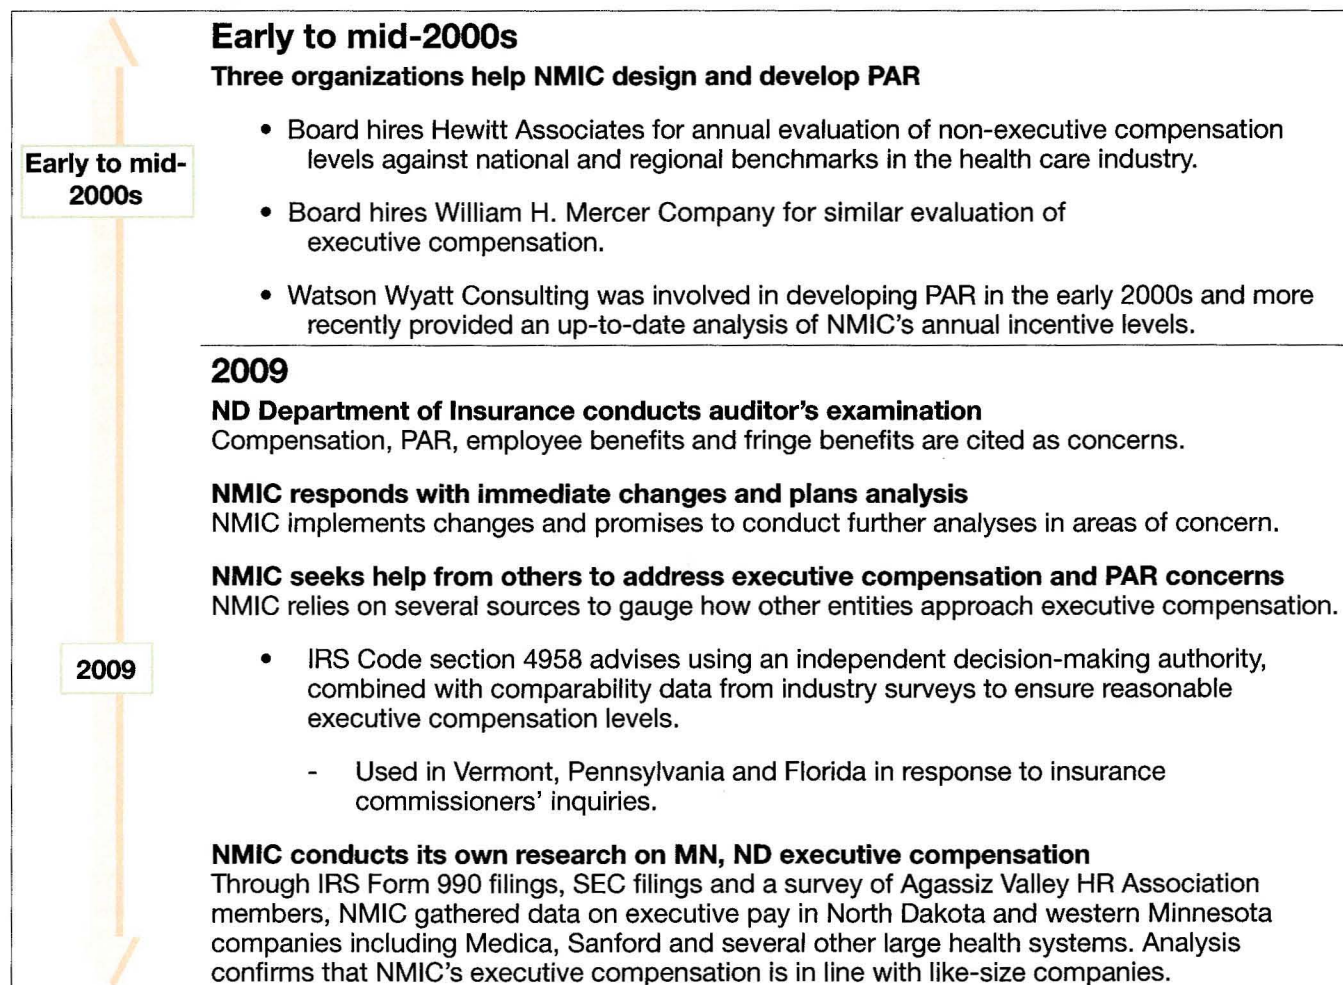 Early to mid-2000s
Three organizations help NMIC design and develop PAR
• Board hires Hewitt Associates for annual evaluation of non-executive compensation
levels against national and regional benchmarks in the health care industry.
Early to mid-
2000s
• Board hires William H. Mercer Company for similar evaluation of
executive compensation.
• Watson Wyatt Consulting was involved in developing PAR in the early 2000s and more
recently provided an up-to-date analysis of NMIC's annual incentive levels.
2009
ND Department of Insurance conducts auditor's examination
Compensation, PAR, employee benefits and fringe benefits are cited as concerns.
NMIC responds with immediate changes and plans analysis
NMIC implements changes and promises to conduct further analyses in areas of concern.
NMIC seeks help from others to address executive compensation and PAR concerns
NMIC relies on several sources to gauge how other entities approach executive compensation.
2009
• IRS Code section 4958 advises using an independent decision-making authority,
combined with comparability data from industry surveys to ensure reasonable
executive compensation levels.
- Used in Vermont, Pennsylvania and Florida in response to insurance
commissioners' inquiries.
NMIC conducts its own research on MN, ND executive compensation
Through IRS Form 990 filings, SEC filings and a survey of Agassiz Valley HR Association
members, NMIC gathered data on executive pay in North Dakota and western Minnesota
companies including Medica, Sanford and several other large health systems. Analysis
confirms that NMIC's executive compensation is in line with like-size companies.